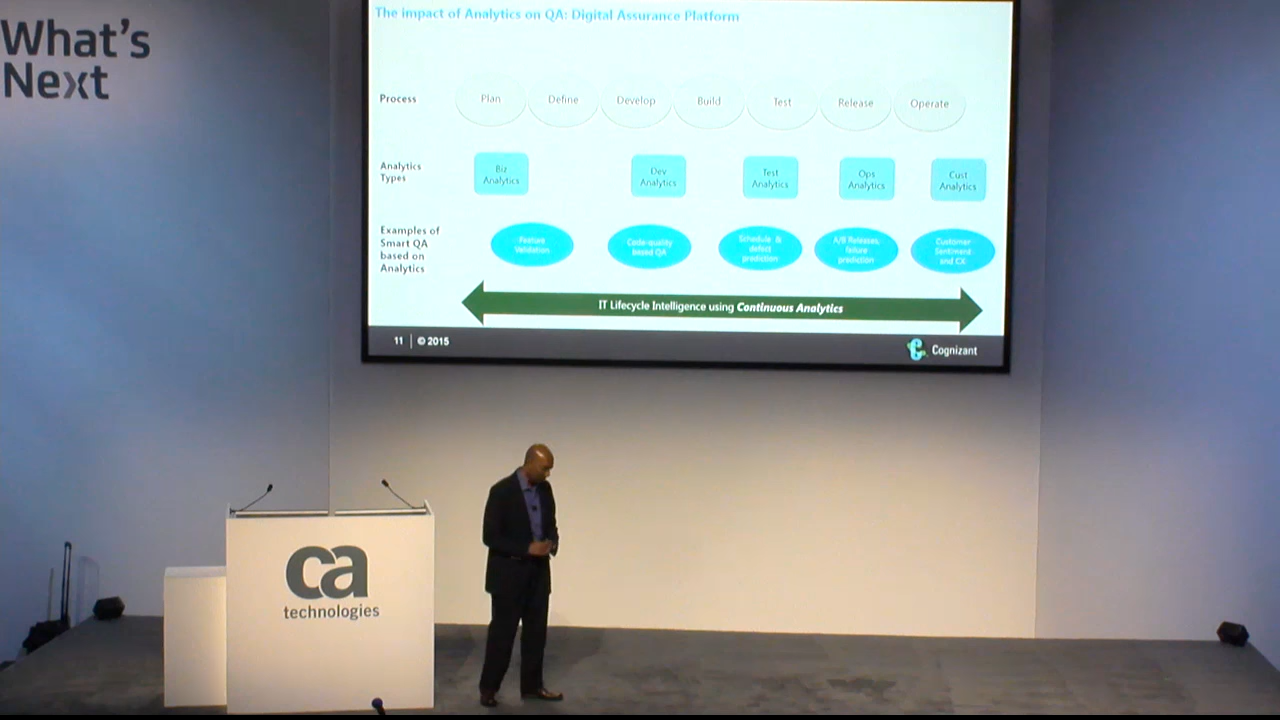 What's
Next
The impact of Analytics on QA: Digital Assurance Platform
Process
Plan
Define
Develop
Build
Test
Release
Operate
Analytics
Types
Biz
Analytics
Dev
Analytics
Test
Analytics
Ops
Analytics
Cust
Analytics
Examples of
Smart QA
based on
Analytics
Feature
Validation
Code-quality
based QA
Schedule &
defect
prediction
A/B Releases,
failure
prediction
Customer
Sentiment
and CX
IT Lifecycle Intelligence using Continuous Analytics
11 | © 2015
Cognizant
ca
technologies